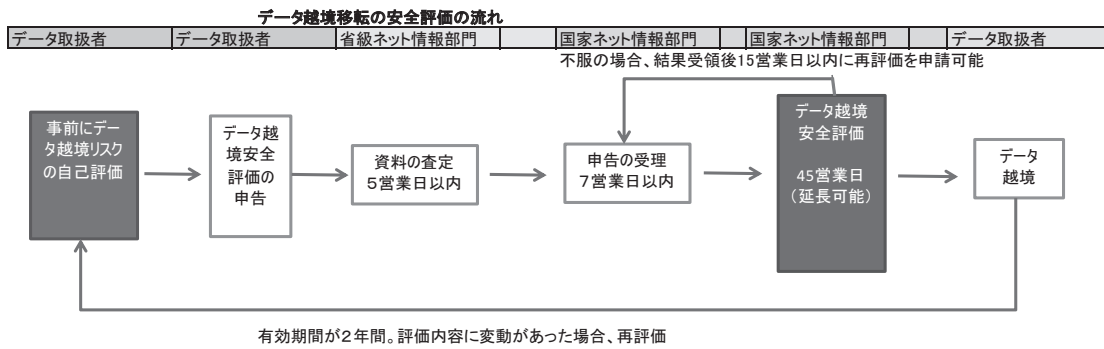 データ越境移転の安全評価の流れ
データ取扱者 データ取扱者 省級ネット情報部門 国家ネット情報部門 国家ネット情報部門 データ取扱者
不服の場合、結果受領後15営業日以内に再評価を申請可能
事前にデー
タ越境リスク
の自己評価
データ越
境安全
評価の
申告
資料の査定
5営業日以内
申告の受理
7営業日以内
データ越境
安全評価
45営業日
（延長可能）
データ
越境
有効期間が2年間。評価内容に変動があった場合、再評価